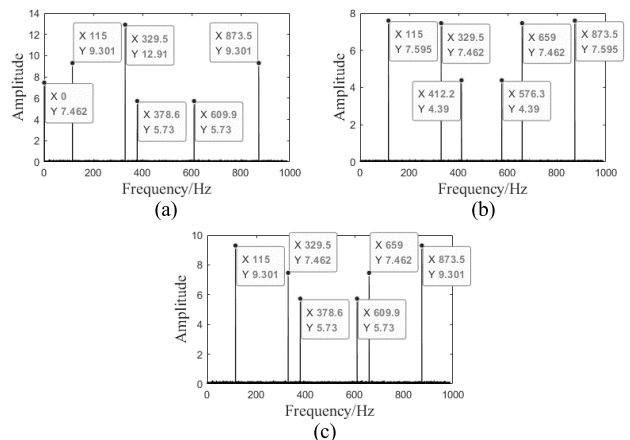 14
12
10
8
6
4
2
0
Amplitude
X 115
Y 9.301
X 329.5
Y 12.91
X 873.5
Y 9.301
X 0
Y 7.462
X 378.6
Y 5.73
X 609.9
Y 5.73
0 200 400 600 800 1000
Frequency/Hz
(a)
8
6
4
2
0
Amplitude
X 115
Y 7.595
X 329.5
Y 7.462
X 659
Y 7.462
X 873.5
Y 7.595
X 412.2
Y 4.39
X 576.3
Y 4.39
0 200 400 600 800 1000
Frequency/Hz
(b)
10
8
6
4
2
0
Amplitude
X 115
Y 9.301
X 329.5
Y 7.462
X 659
Y 7.462
X 873.5
Y 9.301
X 378.6
Y 5.73
X 609.9
Y 5.73
0 200 400 600 800 1000
Frequency/Hz
(c)